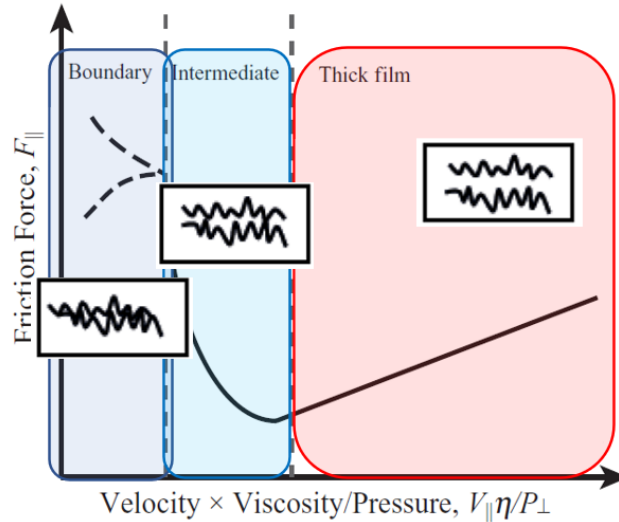 Boundary
Intermediate
Thick film
Friction Force, F∥
Velocity × Viscosity/Pressure, V∥η/P⊥